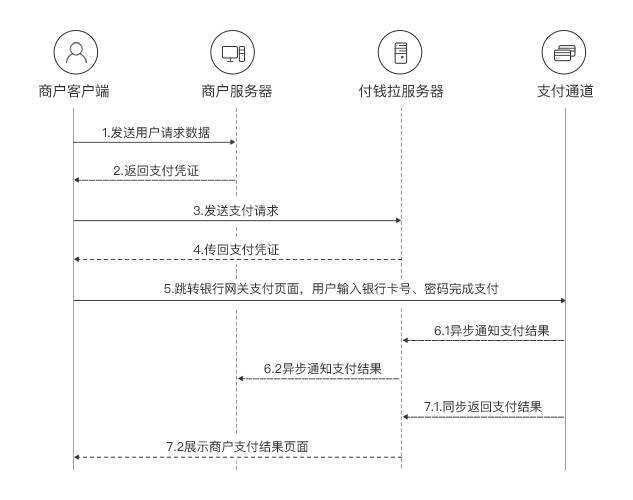 商户客户端
商户服务器
付钱拉服务器
支付通道
1.发送用户请求数据
2.返回支付凭证
3.发送支付请求
4.传回支付凭证
5.跳转银行网关支付页面，用户输入银行卡号、密码完成支付
6.1异步通知支付结果
6.2异步通知支付结果
7.1.同步返回支付结果
7.2展示商户支付结果页面